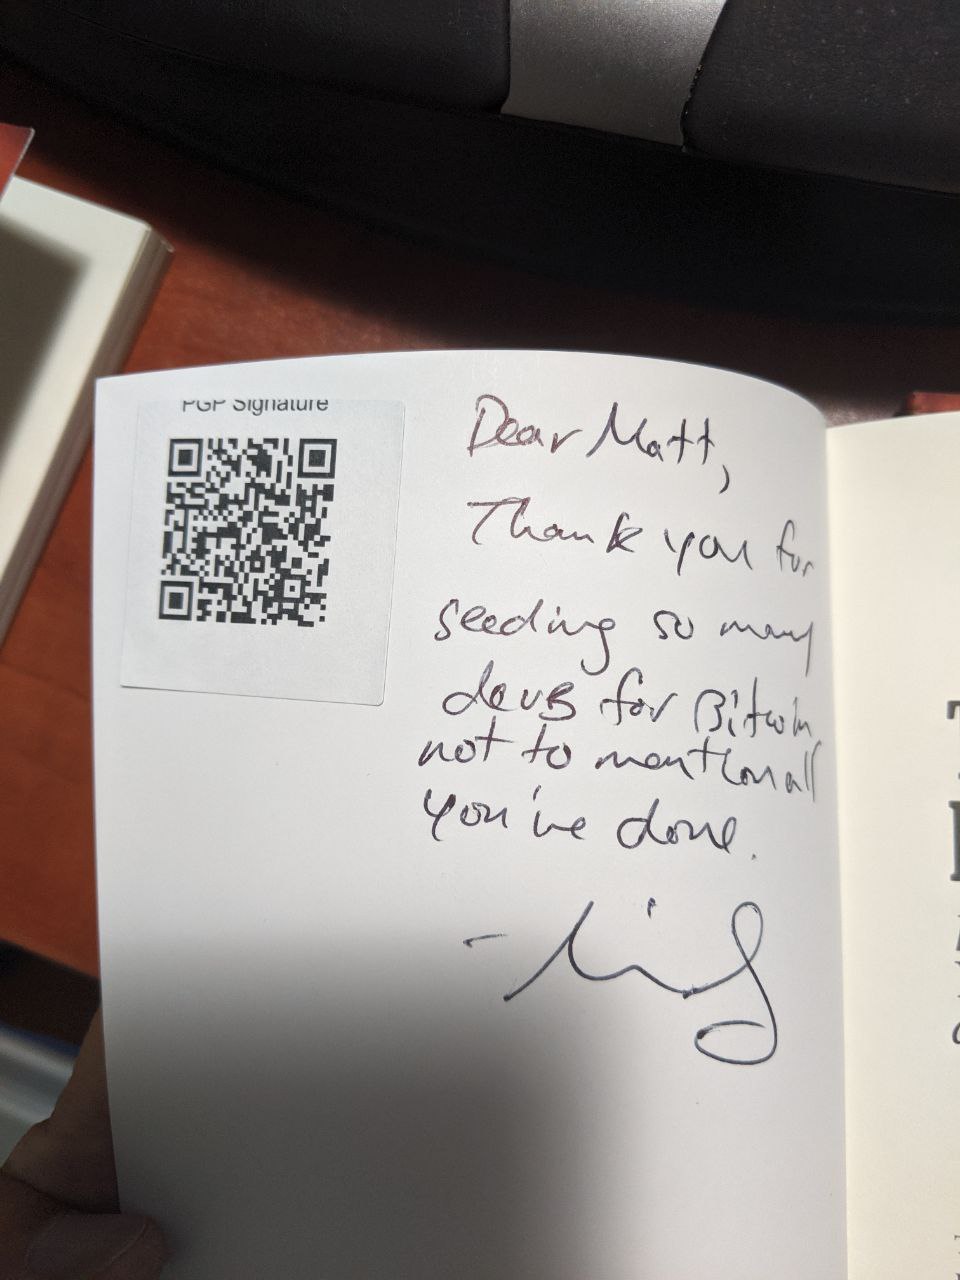 PGP Signature
Dear Matt,
Thank you for
seeding so many
devs for Bitcoin
not to mention all
you've done.